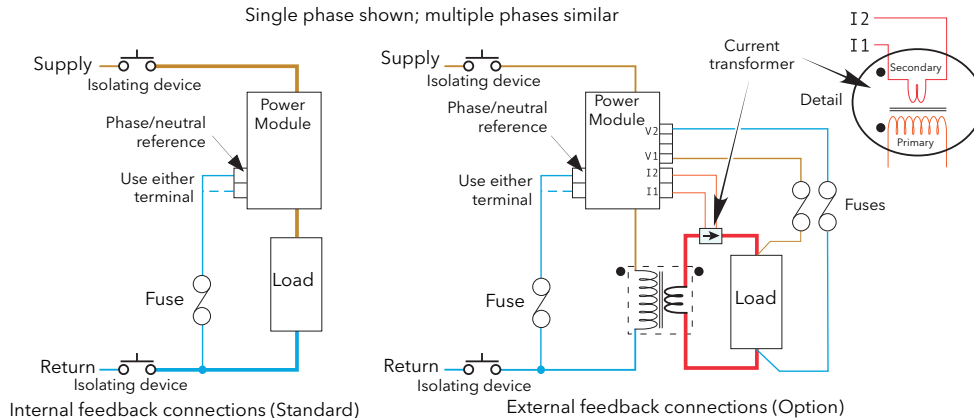 Single phase shown; multiple phases similar
Supply
Isolating device
Power
Module
Phase/neutral
reference
Use either
terminal
Fuse
Load
Return
Isolating device
Internal feedback connections (Standard)
Supply
Isolating device
Power
Module
Phase/neutral
reference
Use either
terminal
V2
V1
I2
I1
Fuse
Load
Fuses
Return
Isolating device
External feedback connections (Option)
Current
transformer
I2
I1
Secondary
Detail
Primary